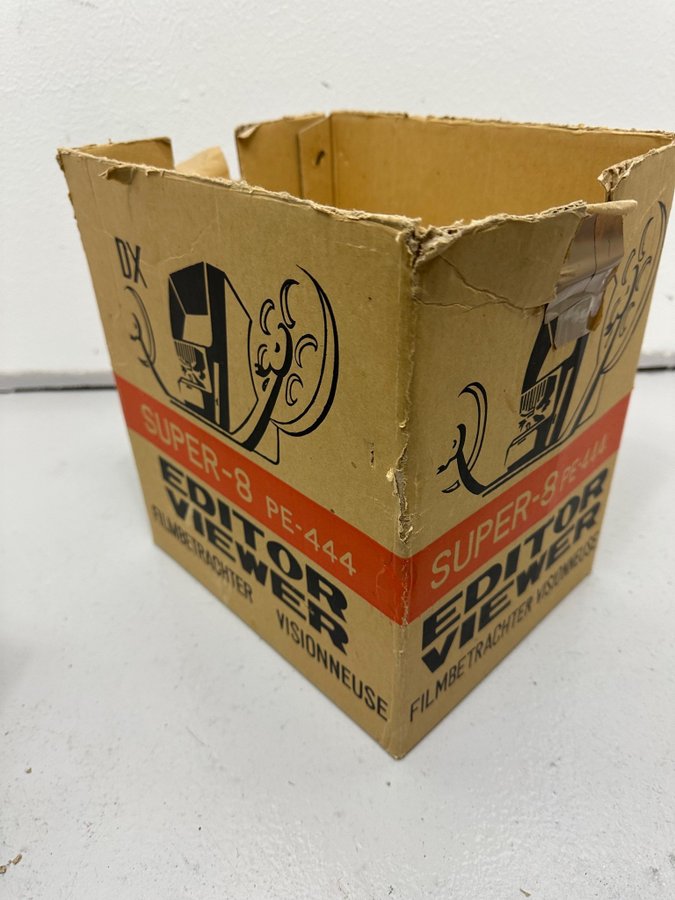 DX
SUPER-8 PE-444
EDITOR
VIEWER
FILMBETRACHTER VISIONNEUSE
SUPER-8 PE-444
EDITOR
VIEWER
FILMBETRACHTER VISIONNEUSE